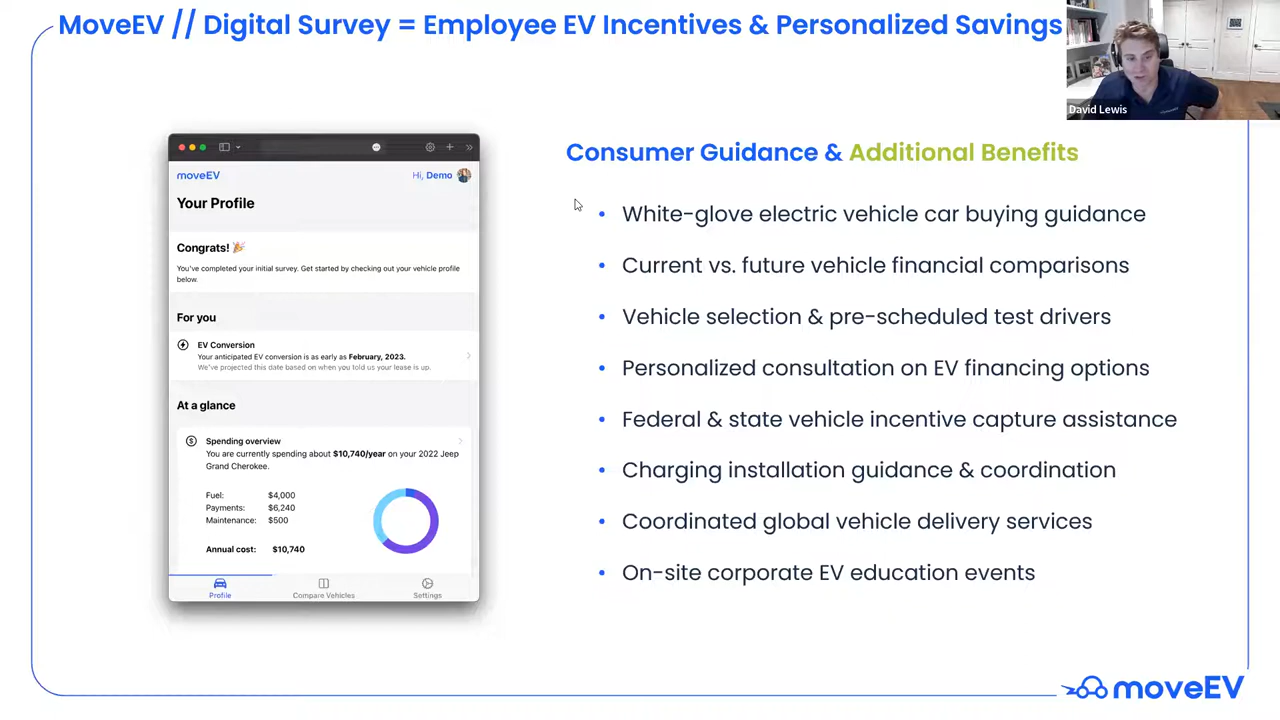 MoveEV // Digital Survey = Employee EV Incentives & Personalized Savings
David Lewis
moveEV
Hi, Demo
Your Profile
Congrats! 🎉
You've completed your initial survey. Get started by checking out your vehicle profile
below.
For you
EV Conversion
Your anticipated EV conversion is as early as February, 2023.
We've projected this date based on when you told us your lease is up.
At a glance
Spending overview
You are currently spending about $10,740/year on your 2022 Jeep
Grand Cherokee.
Fuel: $4,000
Payments: $6,240
Maintenance: $500
Annual cost: $10,740
Profile
Compare Vehicles
Settings
Consumer Guidance & Additional Benefits
• White-glove electric vehicle car buying guidance
• Current vs. future vehicle financial comparisons
• Vehicle selection & pre-scheduled test drivers
• Personalized consultation on EV financing options
• Federal & state vehicle incentive capture assistance
• Charging installation guidance & coordination
• Coordinated global vehicle delivery services
• On-site corporate EV education events
moveEV